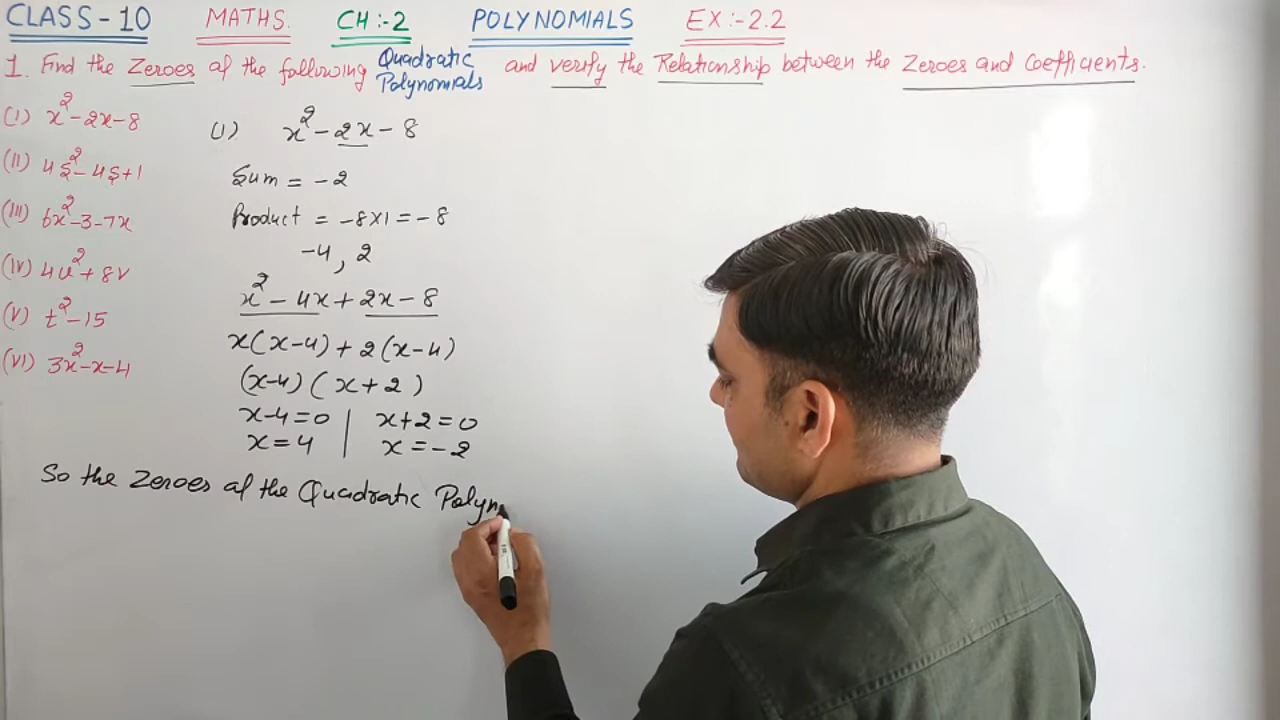 CLASS-10 MATHS. CH:-2 POLYNOMIALS EX:-2.2
1. Find the Zeroes of the following Quadratic Polynomials and verify the Relationship between the Zeroes and Coefficients.
(I) x²-2x-8
(II) 4s²-4s+1
(III) 6x²-3-7x
(IV) 4u²+8v
(V) t²-15
(VI) 3x²-x-4
(I) x²-2x-8
Sum = -2
Product = -8×1=-8
-4, 2
x²-4x+2x-8
x(x-4)+2(x-4)
(x-4)(x+2)
x-4=0 | x+2=0
x=4 | x=-2
So the Zeroes of the Quadratic Polyn